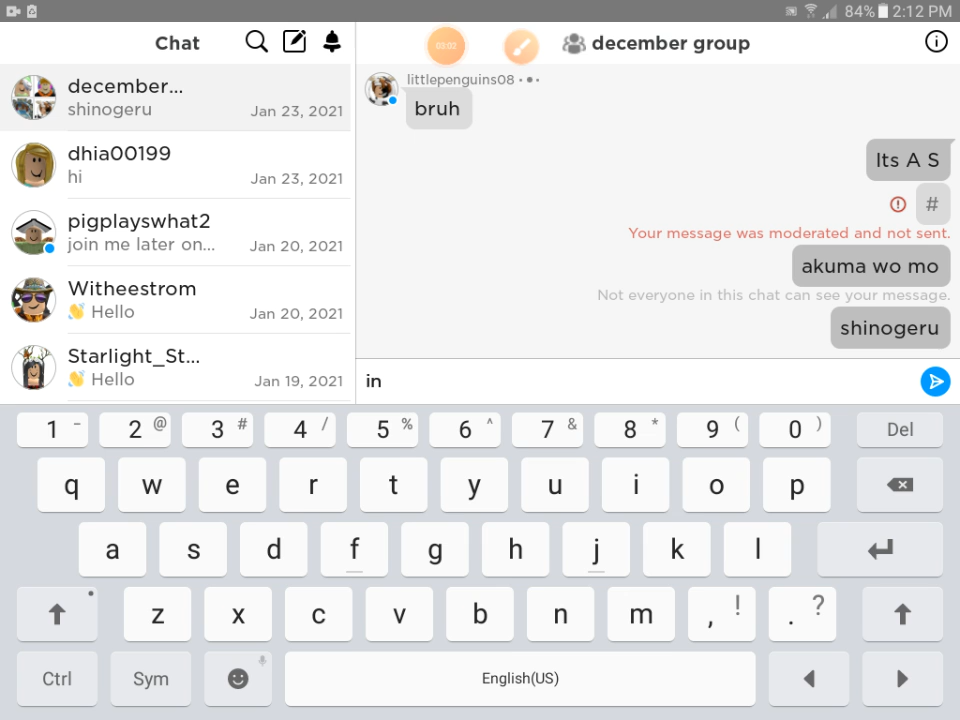 84% 2:12 PM
Chat
03:02
december group
december...
shinogeru
Jan 23, 2021
dhia00199
hi
Jan 23, 2021
pigplayswhat2
join me later on...
Jan 20, 2021
Witheestrom
👋 Hello
Jan 20, 2021
Starlight_St...
👋 Hello
Jan 19, 2021
littlepenguins08
bruh
Its A S
#
Your message was moderated and not sent.
akuma wo mo
Not everyone in this chat can see your message.
shinogeru
in
1 - 2 @ 3 # 4 / 5 % 6 ^ 7 & 8 * 9 ( 0 ) Del
q w e r t y u i o p
a s d f g h j k l
z x c v b n m , ! . ?
Ctrl Sym English(US)